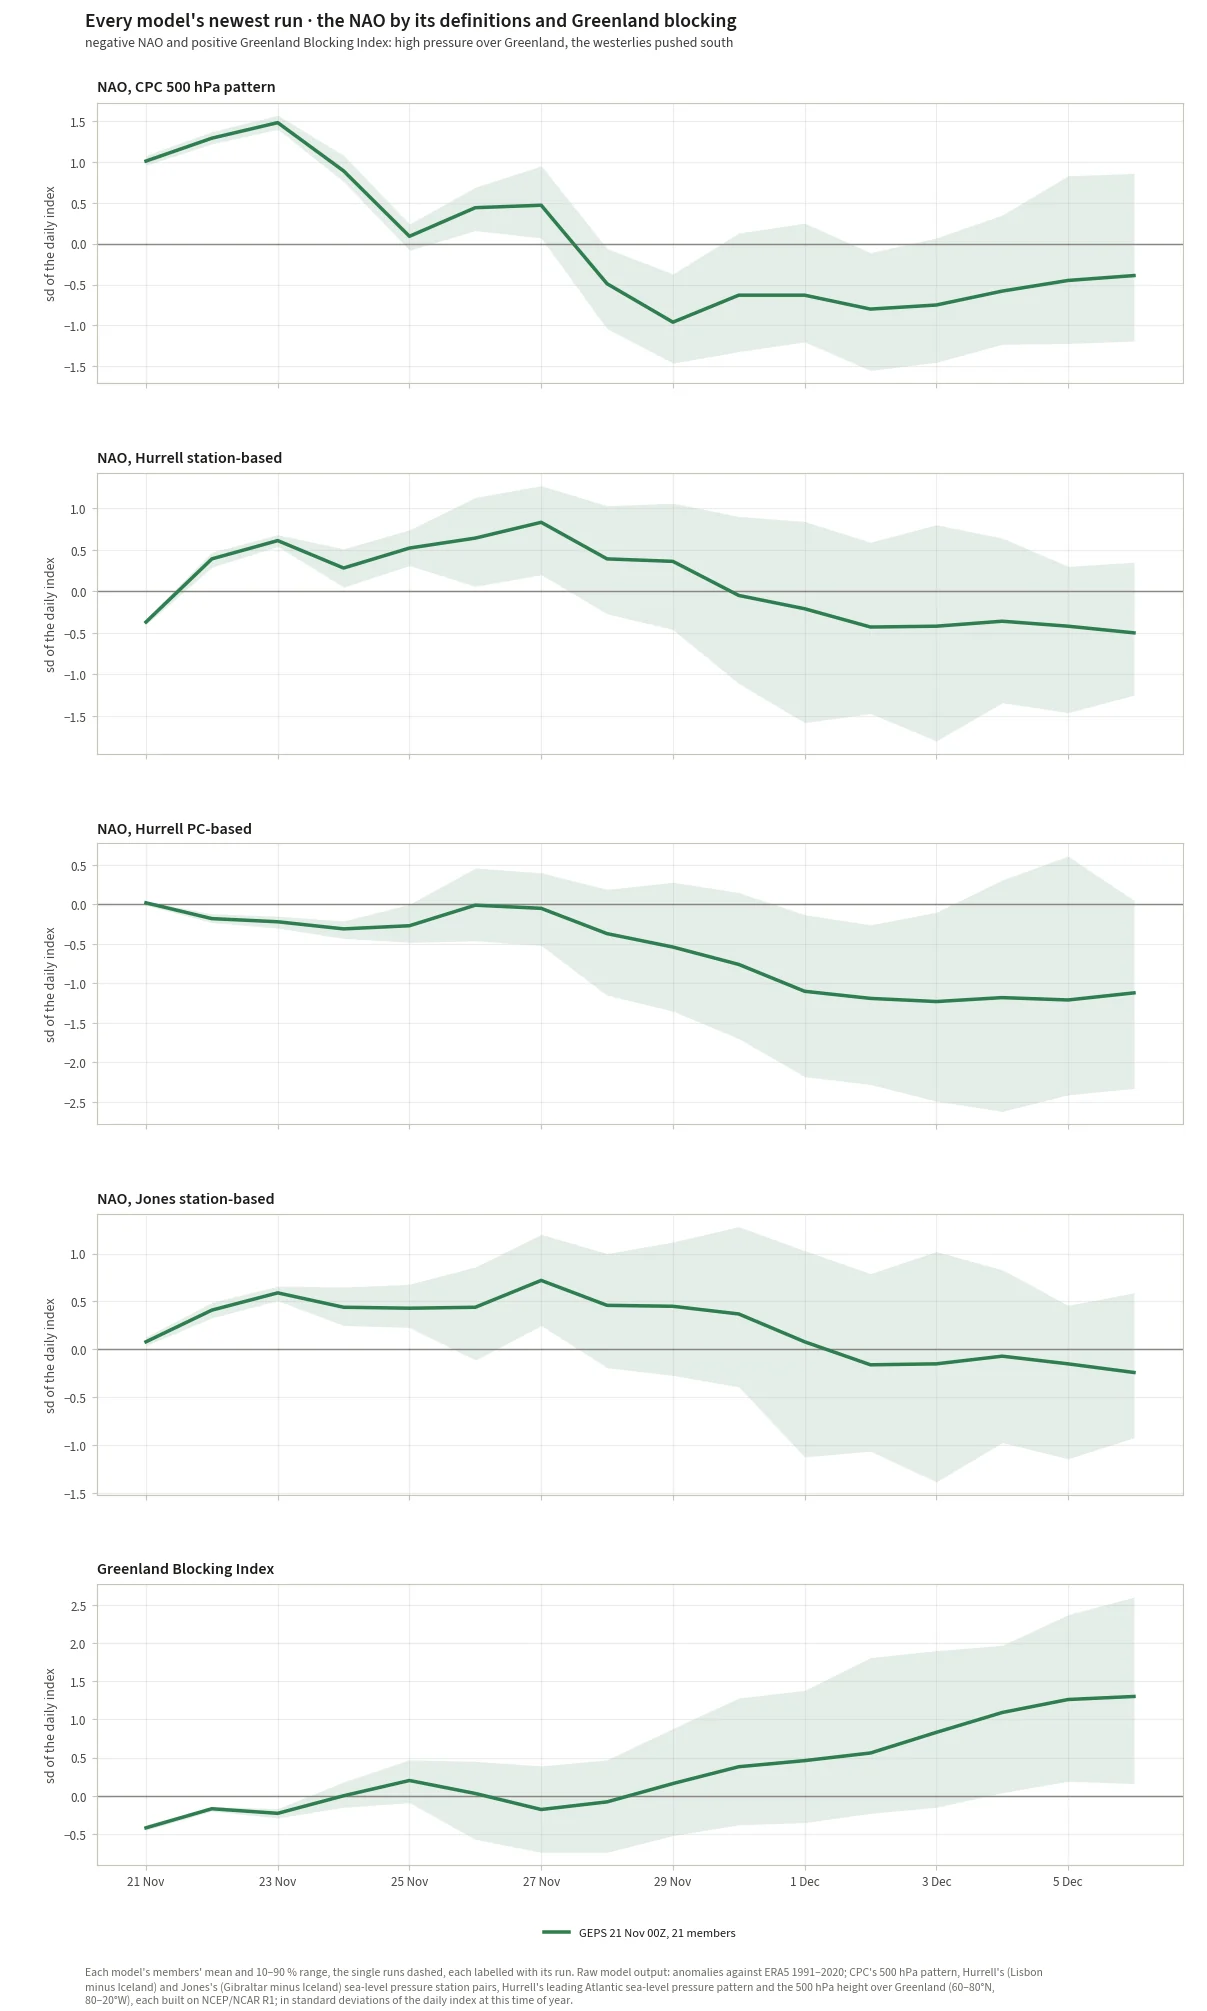 Every model's newest run · the NAO by its definitions and Greenland blocking
negative NAO and positive Greenland Blocking Index: high pressure over Greenland, the westerlies pushed south
NAO, CPC 500 hPa pattern
sd of the daily index
1.5
1.0
0.5
0.0
−0.5
−1.0
−1.5
NAO, Hurrell station-based
sd of the daily index
1.0
0.5
0.0
−0.5
−1.0
−1.5
NAO, Hurrell PC-based
sd of the daily index
0.5
0.0
−0.5
−1.0
−1.5
−2.0
−2.5
NAO, Jones station-based
sd of the daily index
1.0
0.5
0.0
−0.5
−1.0
−1.5
Greenland Blocking Index
sd of the daily index
2.5
2.0
1.5
1.0
0.5
0.0
−0.5
21 Nov 23 Nov 25 Nov 27 Nov 29 Nov 1 Dec 3 Dec 5 Dec
GEPS 21 Nov 00Z, 21 members
Each model's members' mean and 10–90 % range, the single runs dashed, each labelled with its run. Raw model output: anomalies against ERA5 1991–2020; CPC's 500 hPa pattern, Hurrell's (Lisbon
minus Iceland) and Jones's (Gibraltar minus Iceland) sea-level pressure station pairs, Hurrell's leading Atlantic sea-level pressure pattern and the 500 hPa height over Greenland (60–80°N,
80–20°W), each built on NCEP/NCAR R1; in standard deviations of the daily index at this time of year.